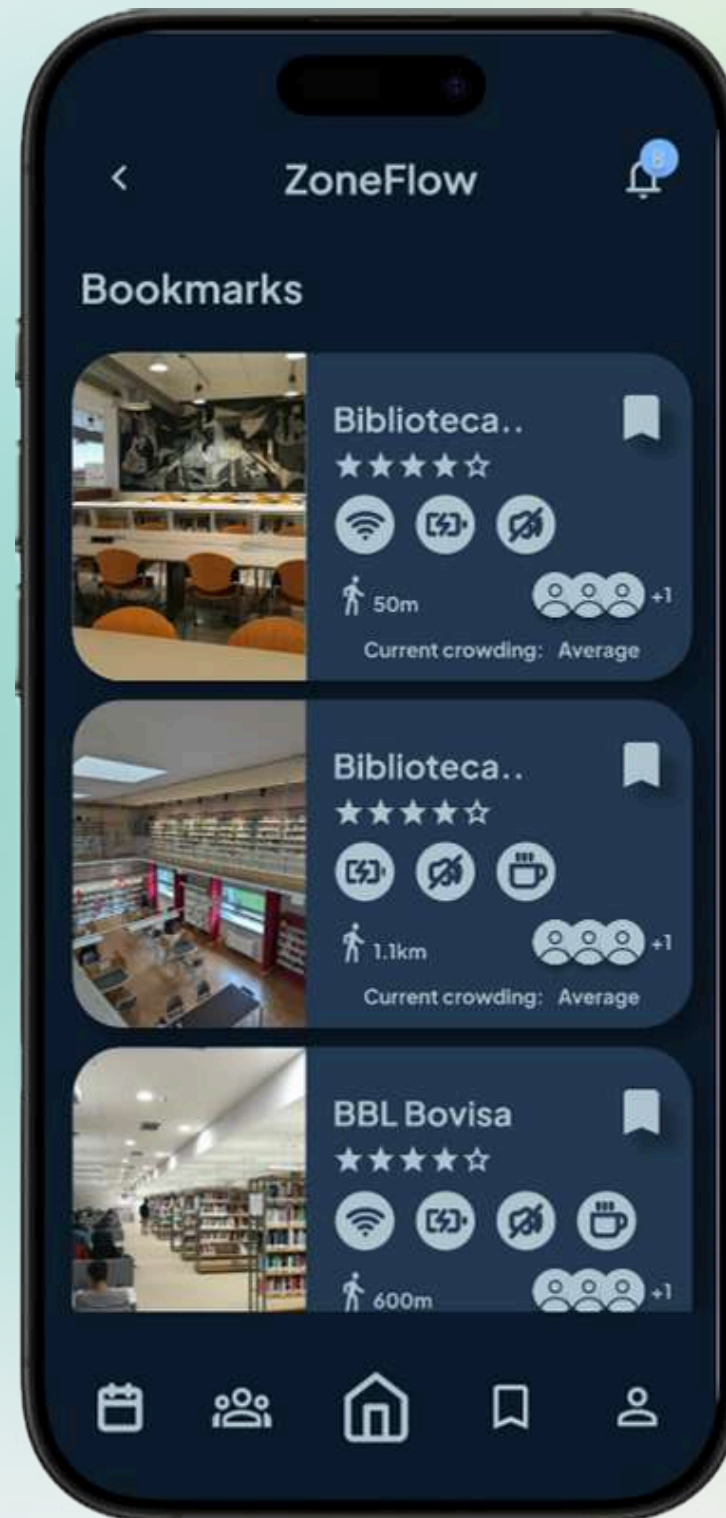 ZoneFlow
Bookmarks
Biblioteca..
50m
+1
Current crowding: Average
Biblioteca..
1.1km
+1
Current crowding: Average
BBL Bovisa
600m
+1